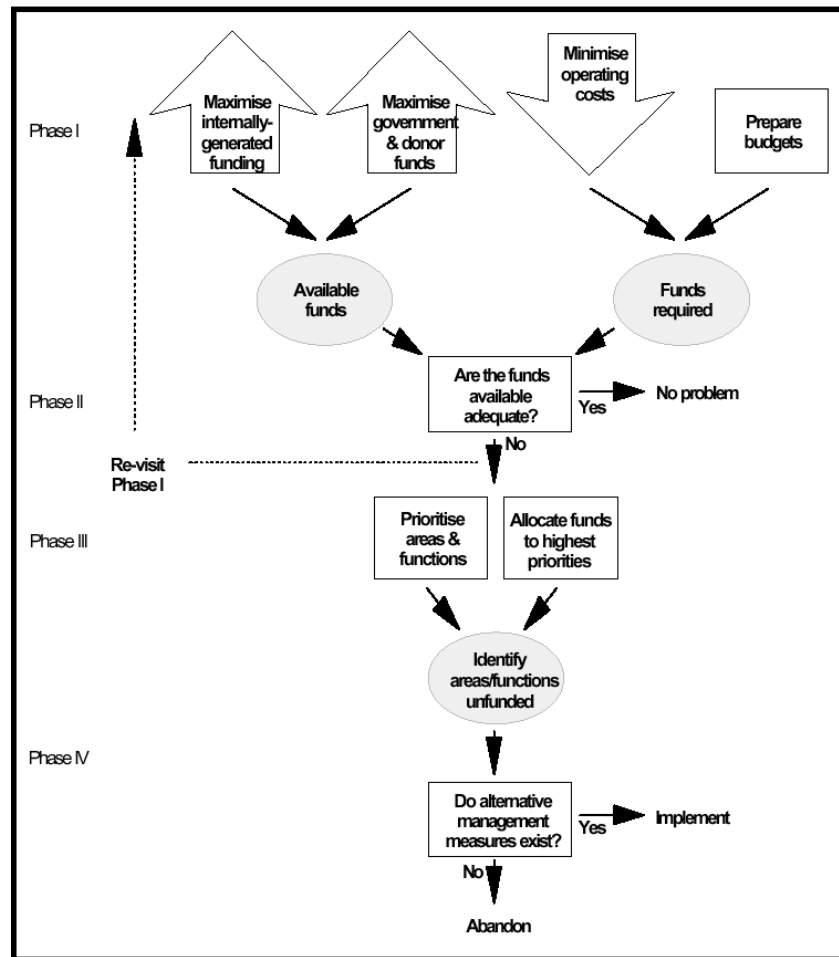 Minimise
operating
costs
Maximise
internally-
generated
funding
Maximise
government
& donor
funds
Phase I
Prepare
budgets
Available
funds
Funds
required
Are the funds
available
adequate?
Phase II
Yes
No problem
No
Re-visit
Phase I
Phase III
Prioritise
areas &
functions
Allocate funds
to highest
priorities
Identify
areas/functions
unfunded
Phase IV
Do alternative
management
measures exist?
Yes
Implement
No
Abandon